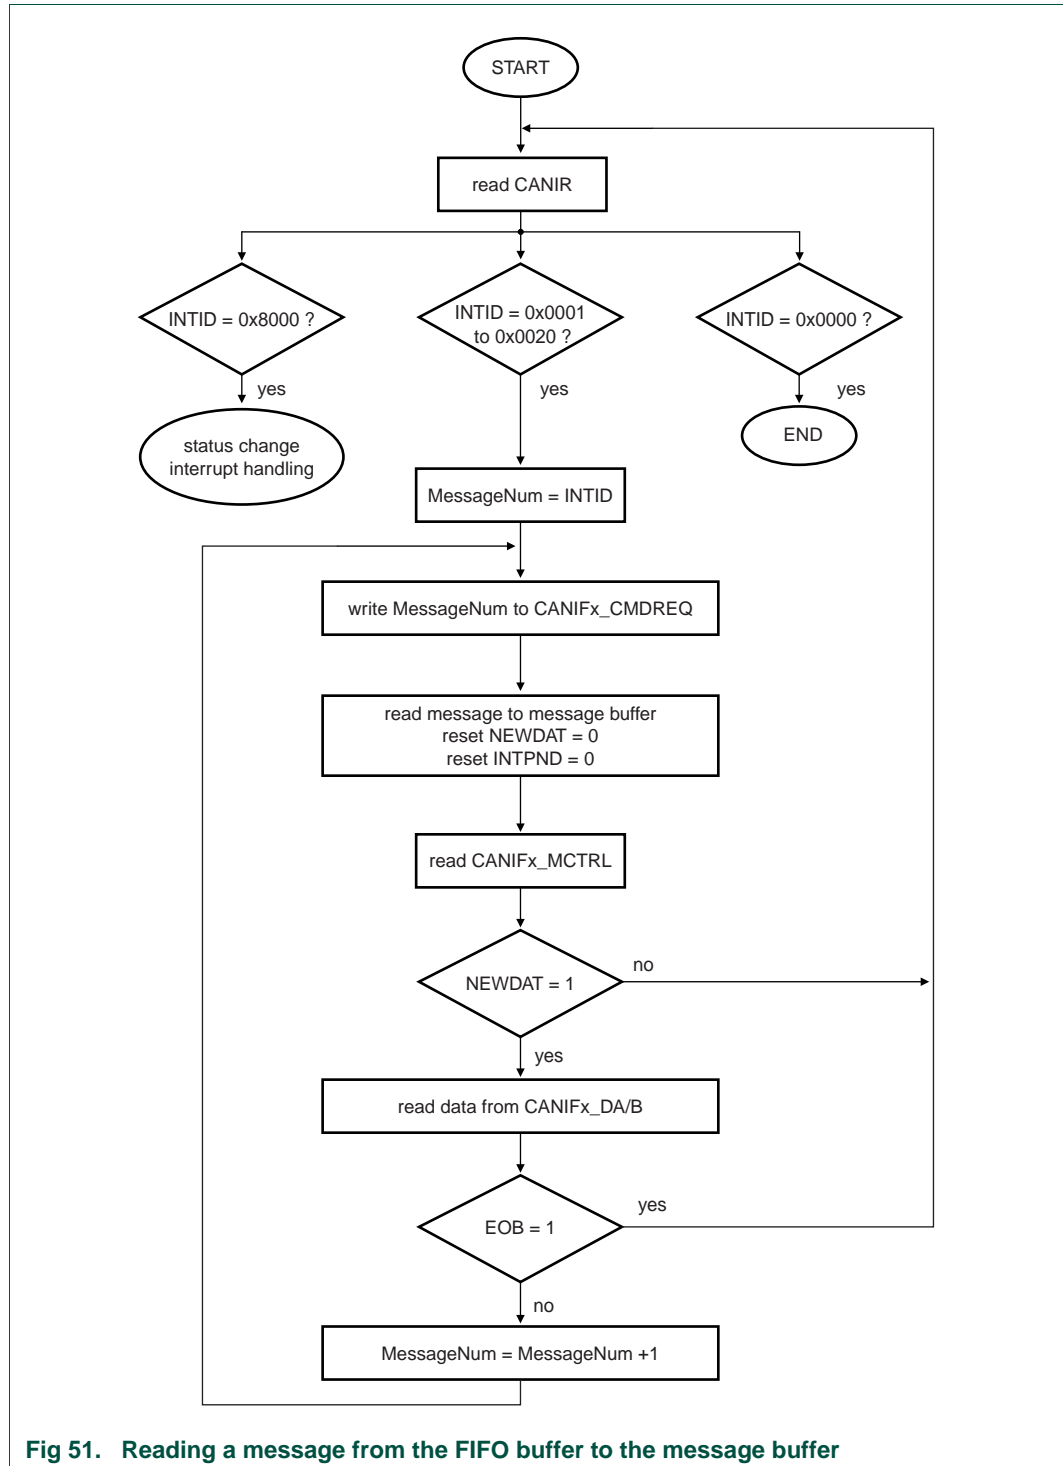 START
read CANIR
INTID = 0x8000 ?
INTID = 0x0001
to 0x0020 ?
INTID = 0x0000 ?
yes
yes
yes
status change
interrupt handling
END
MessageNum = INTID
write MessageNum to CANIFx_CMDREQ
read message to message buffer
reset NEWDAT = 0
reset INTPND = 0
read CANIFx_MCTRL
NEWDAT = 1
no
yes
read data from CANIFx_DA/B
EOB = 1
yes
no
MessageNum = MessageNum +1
Fig 51. Reading a message from the FIFO buffer to the message buffer